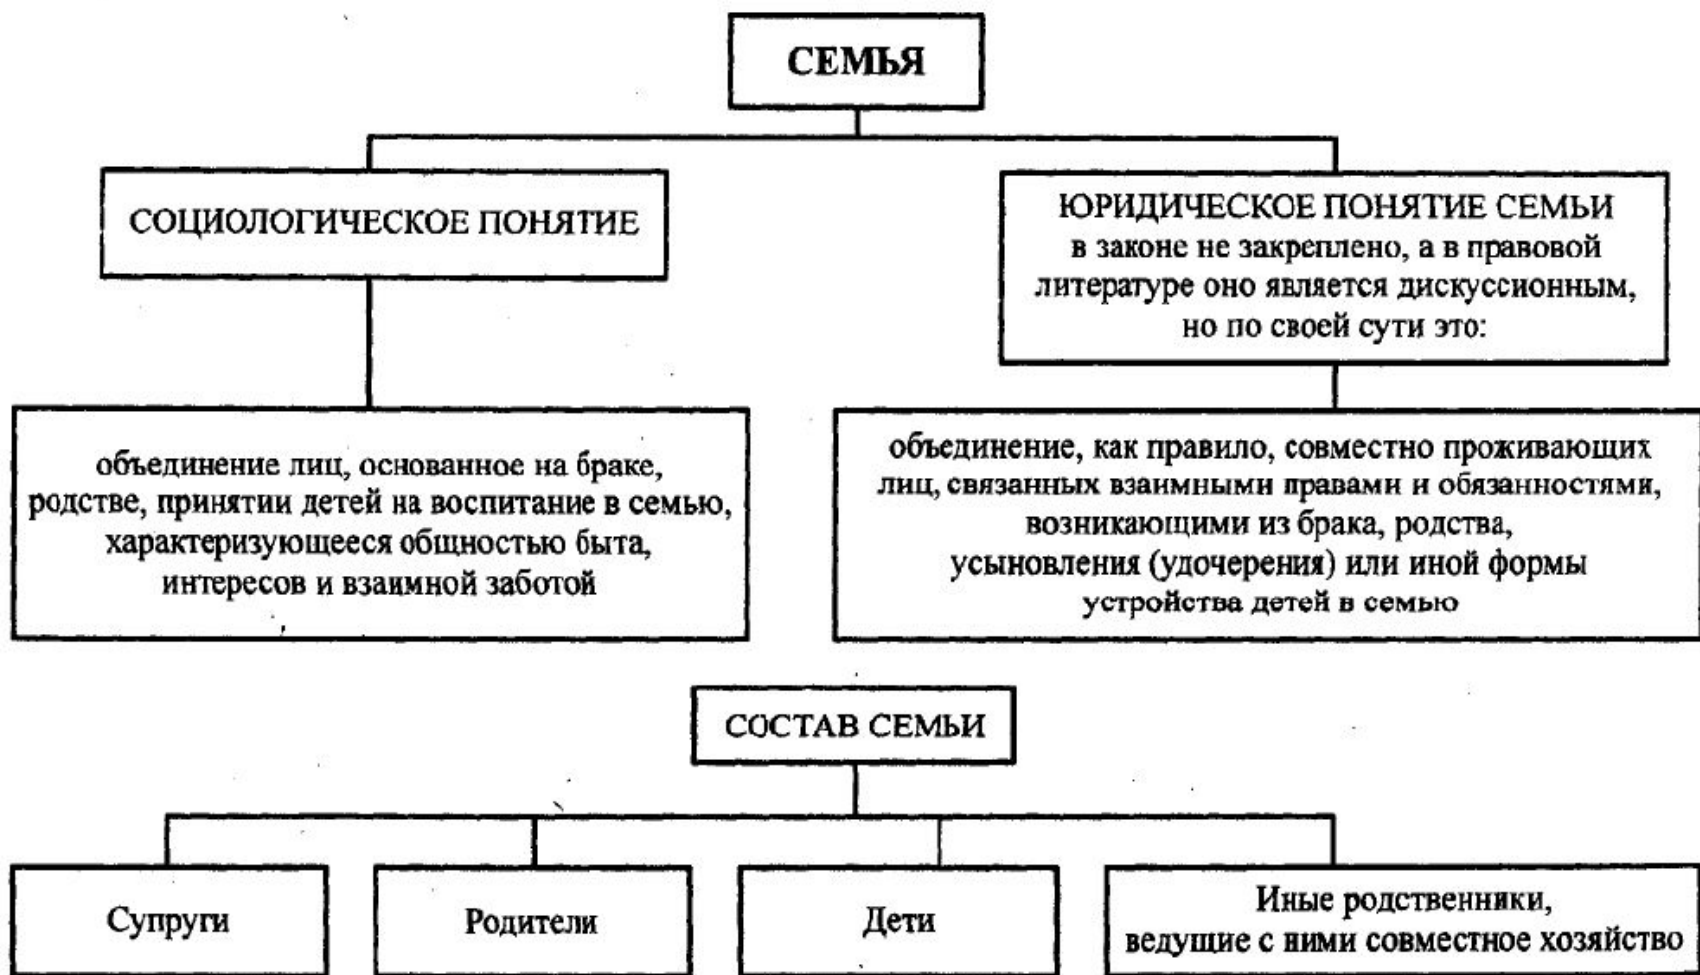 СЕМЬЯ
СОЦИОЛОГИЧЕСКОЕ ПОНЯТИЕ
ЮРИДИЧЕСКОЕ ПОНЯТИЕ СЕМЬИ
в законе не закреплено, а в правовой
литературе оно является дискуссионным,
но по своей сути это:
объединение лиц, основанное на браке,
родстве, принятии детей на воспитание в семью,
характеризующееся общностью быта,
интересов и взаимной заботой
объединение, как правило, совместно проживающих
лиц, связанных взаимными правами и обязанностями,
возникающими из брака, родства,
усыновления (удочерения) или иной формы
устройства детей в семью
СОСТАВ СЕМЬИ
Супруги
Родители
Дети
Иные родственники,
ведущие с ними совместное хозяйство